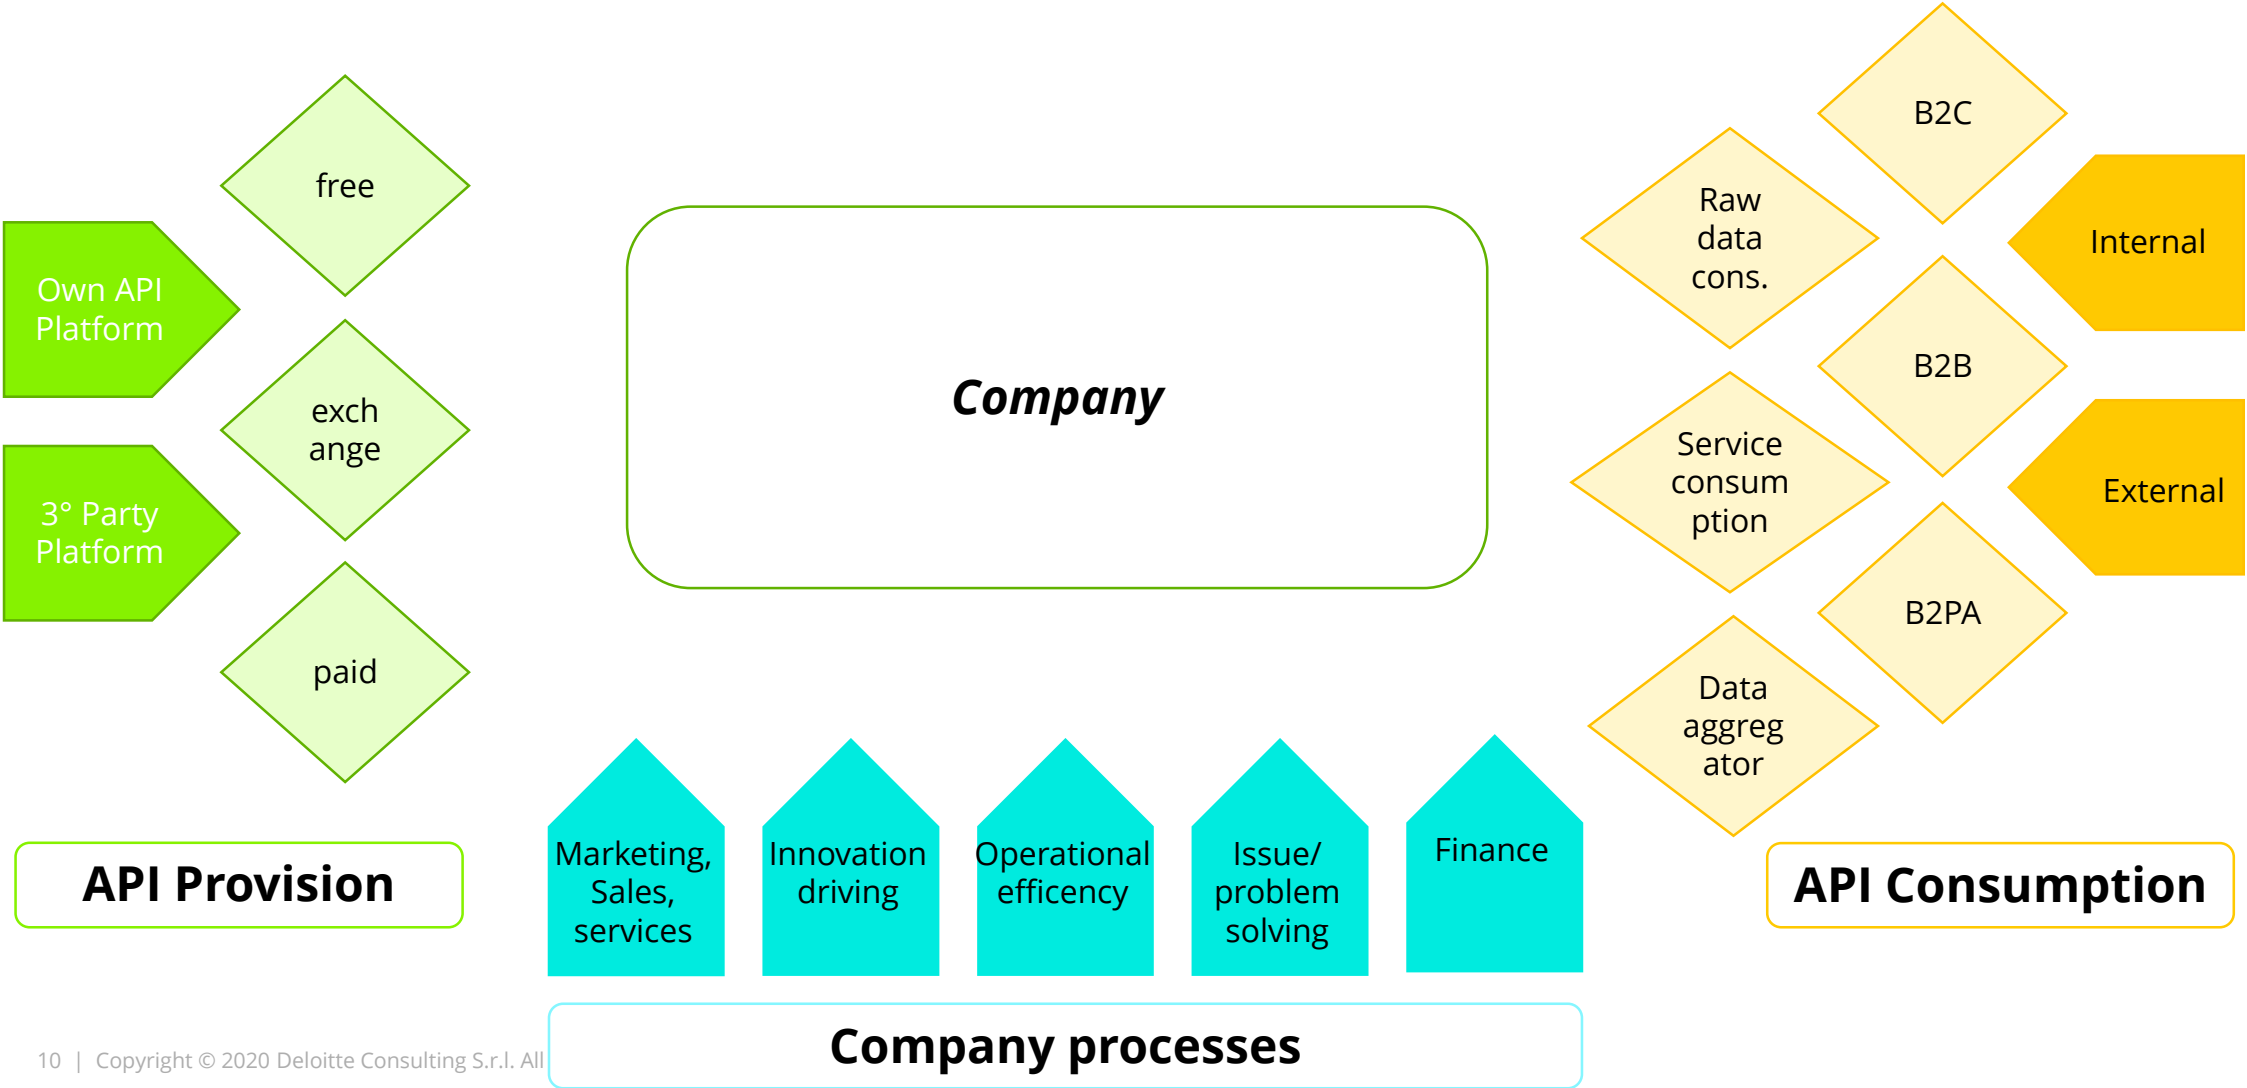 free
Own API
Platform
exch
ange
3° Party
Platform
paid
API Provision
Company
Marketing,
Sales,
services
Innovation
driving
Operational
efficency
Issue/
problem
solving
Finance
Company processes
B2C
Raw
data
cons.
Internal
B2B
Service
consum
ption
External
B2PA
Data
aggreg
ator
API Consumption
10 | Copyright © 2020 Deloitte Consulting S.r.l. All